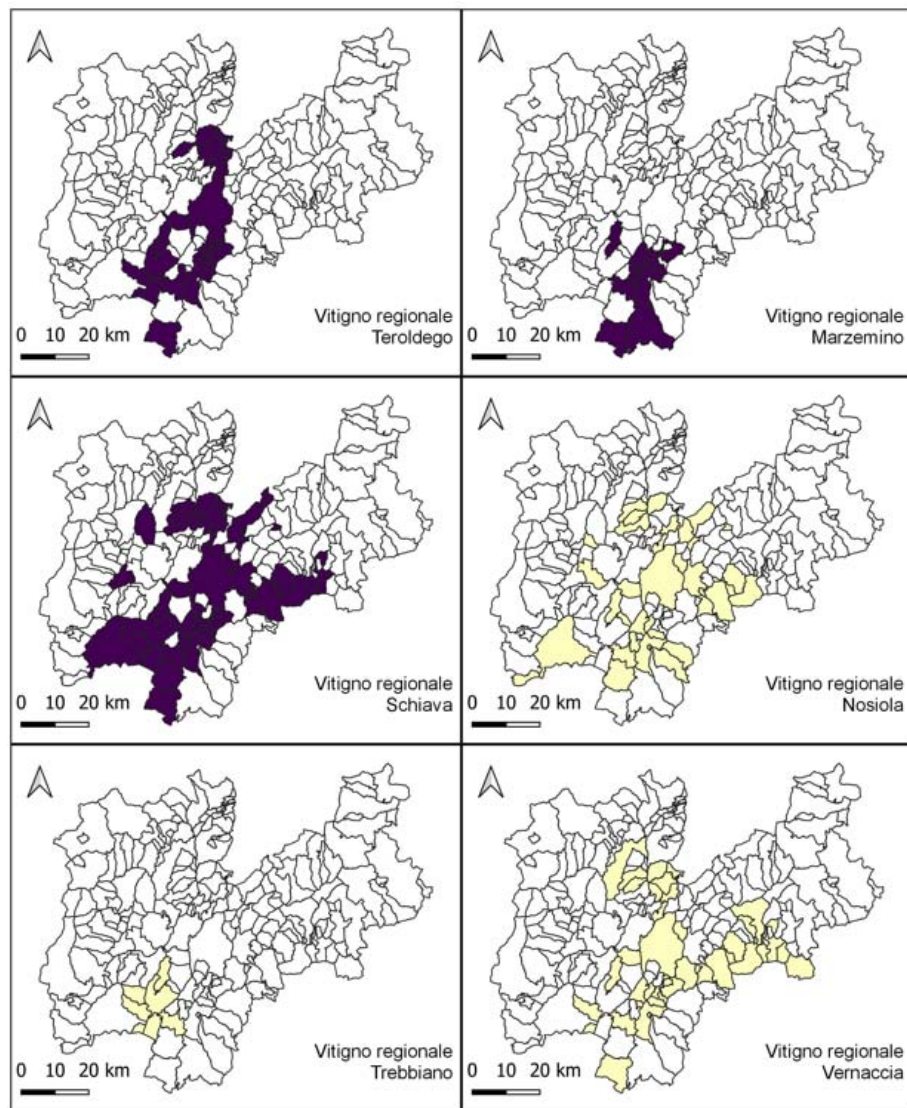 Vitigno regionale
Teroldego
0 10 20 km
Vitigno regionale
Marzemino
0 10 20 km
Vitigno regionale
Schiava
0 10 20 km
Vitigno regionale
Nosiola
0 10 20 km
Vitigno regionale
Trebbiano
0 10 20 km
Vitigno regionale
Vernaccia
0 10 20 km